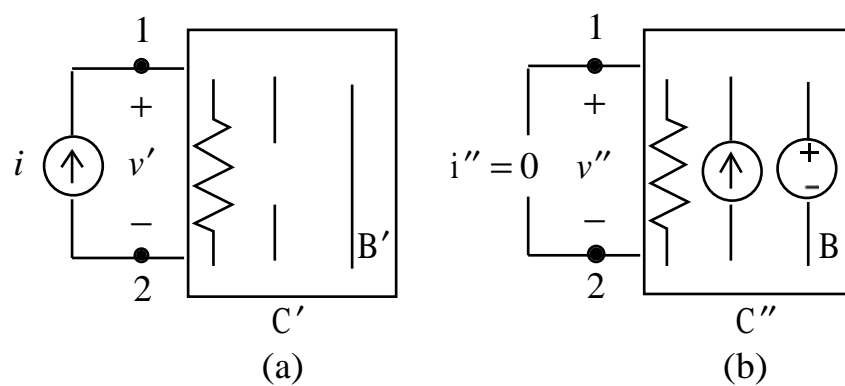 1
+
i
v′
−
2
B′
C′
(a)
1
+
i″ = 0
v″
−
2
+
−
B
C″
(b)